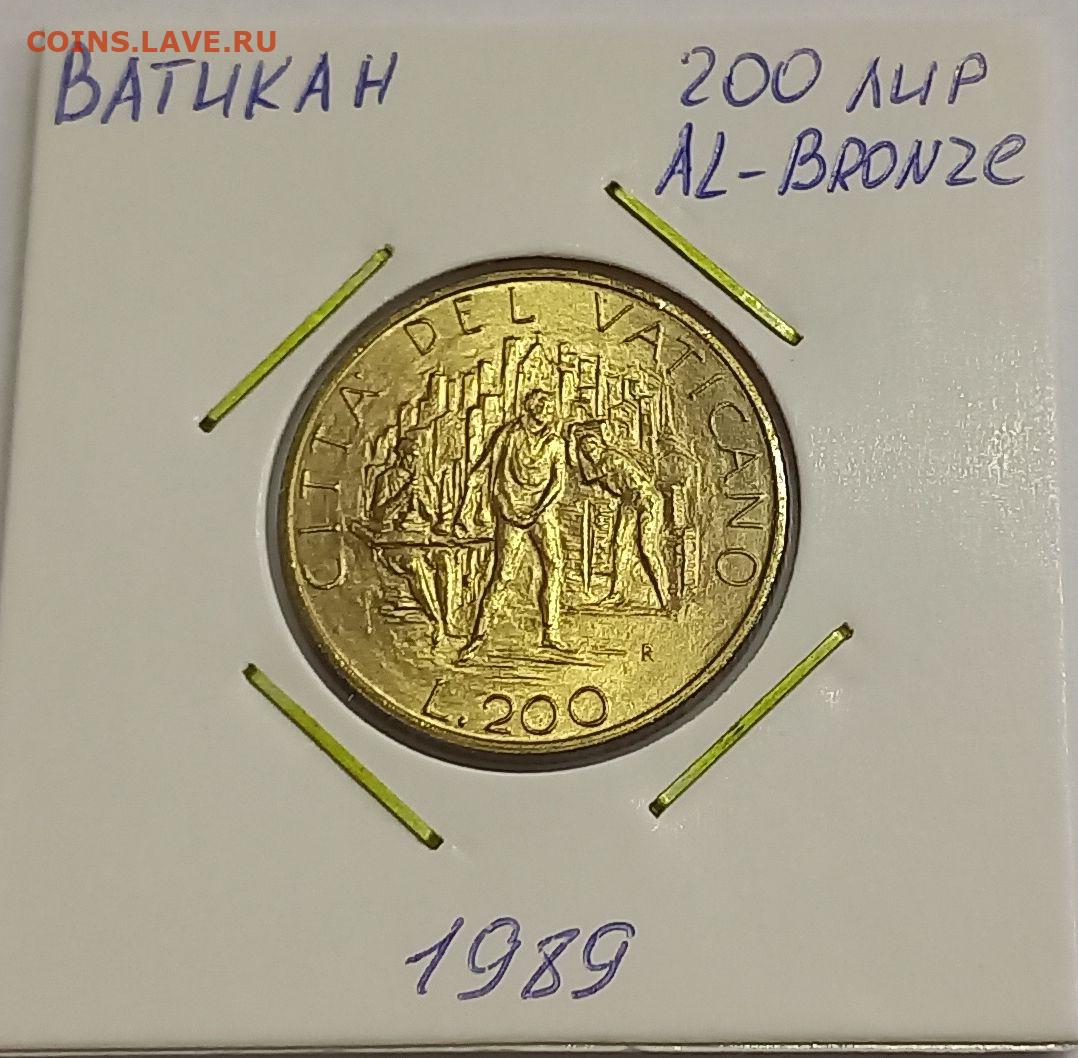 COINS.LAVE.RU
ВАТИКАН
200 лир
AL-BRONZE
CITTA' DEL VATICANO
R
L. 200
1989